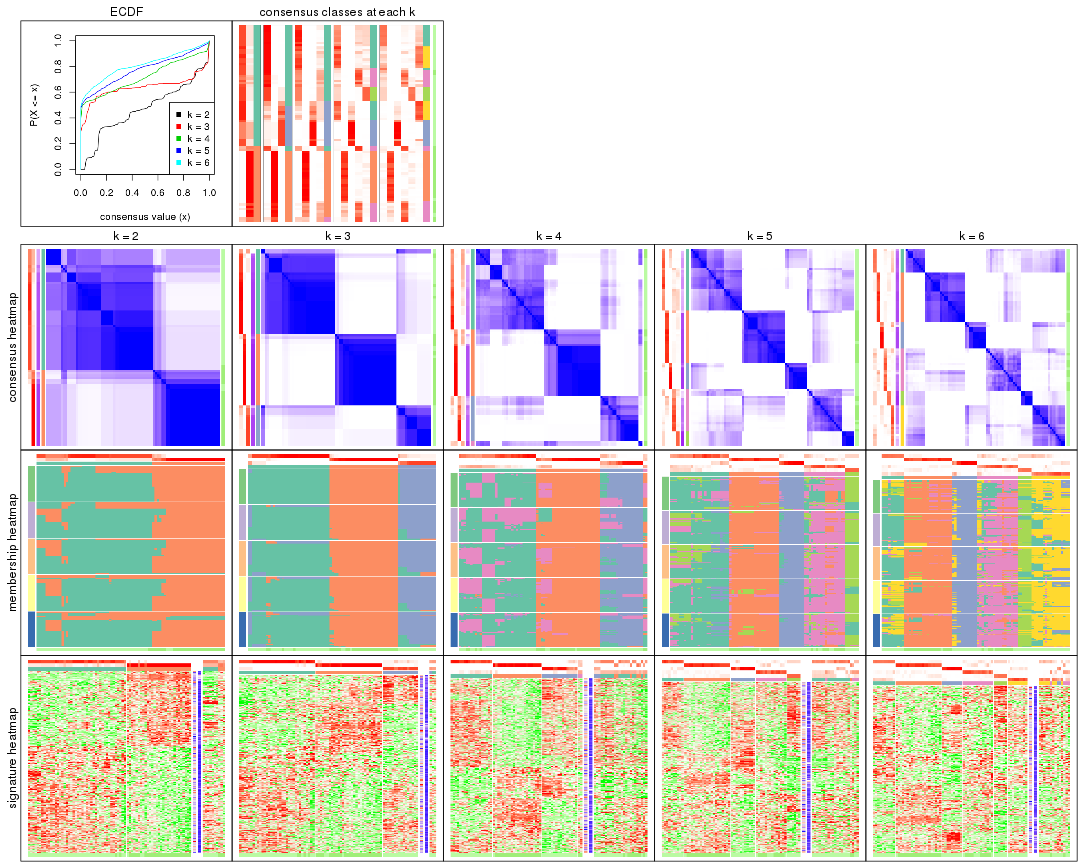 ECDF
consensus classes at each k
P(X <= x)
0.0 0.2 0.4 0.6 0.8 1.0
k = 2
k = 3
k = 4
k = 5
k = 6
0.0 0.2 0.4 0.6 0.8 1.0
consensus value (x)
k = 2 k = 3 k = 4 k = 5 k = 6
consensus heatmap
membership heatmap
signature heatmap